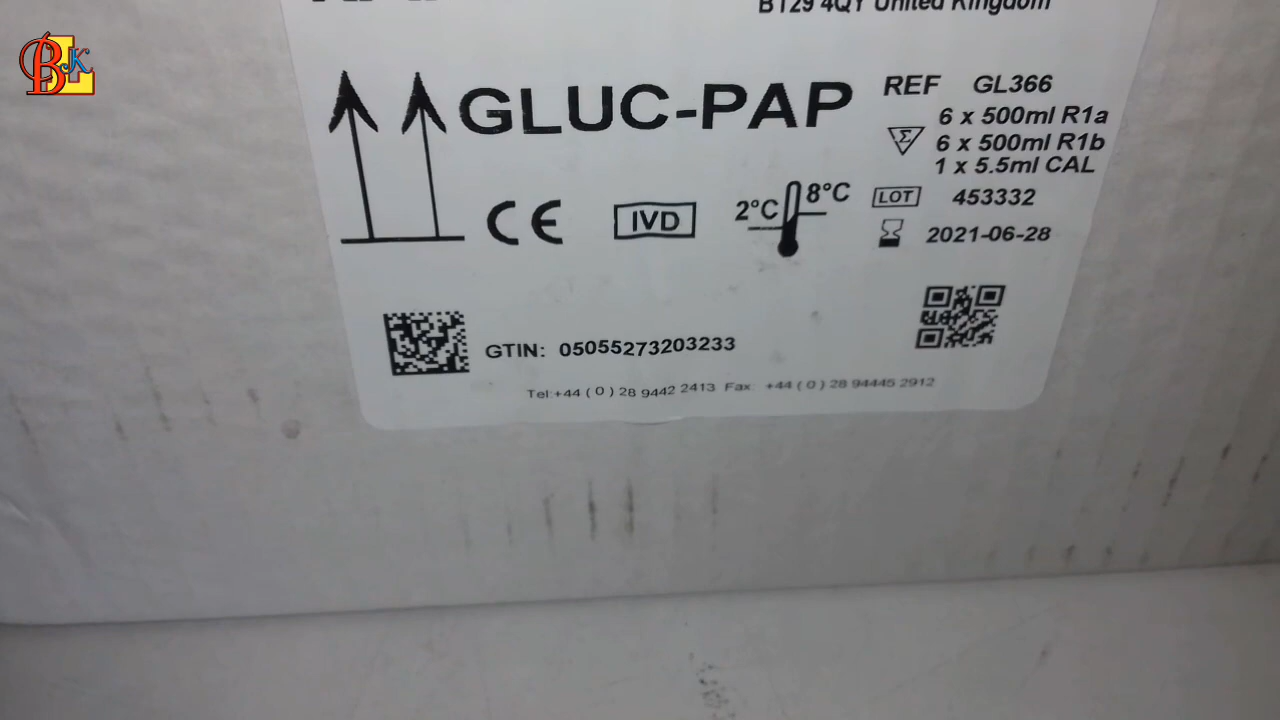 BT29 4QY United Kingdom
GLUC-PAP
REF GL366
6 x 500ml R1a
6 x 500ml R1b
1 x 5.5ml CAL
CE IVD 2°C 8°C
LOT 453332
2021-06-28
GTIN: 05055273203233
Tel:+44 ( 0 ) 28 9442 2413 Fax: +44 ( 0 ) 28 94445 2912